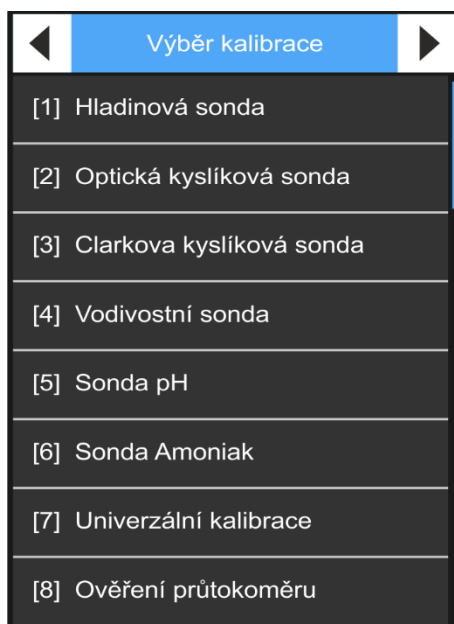 Výběr kalibrace
[1] Hladinová sonda
[2] Optická kyslíková sonda
[3] Clarkova kyslíková sonda
[4] Vodivostní sonda
[5] Sonda pH
[6] Sonda Amoniak
[7] Univerzální kalibrace
[8] Ověření průtokoměru